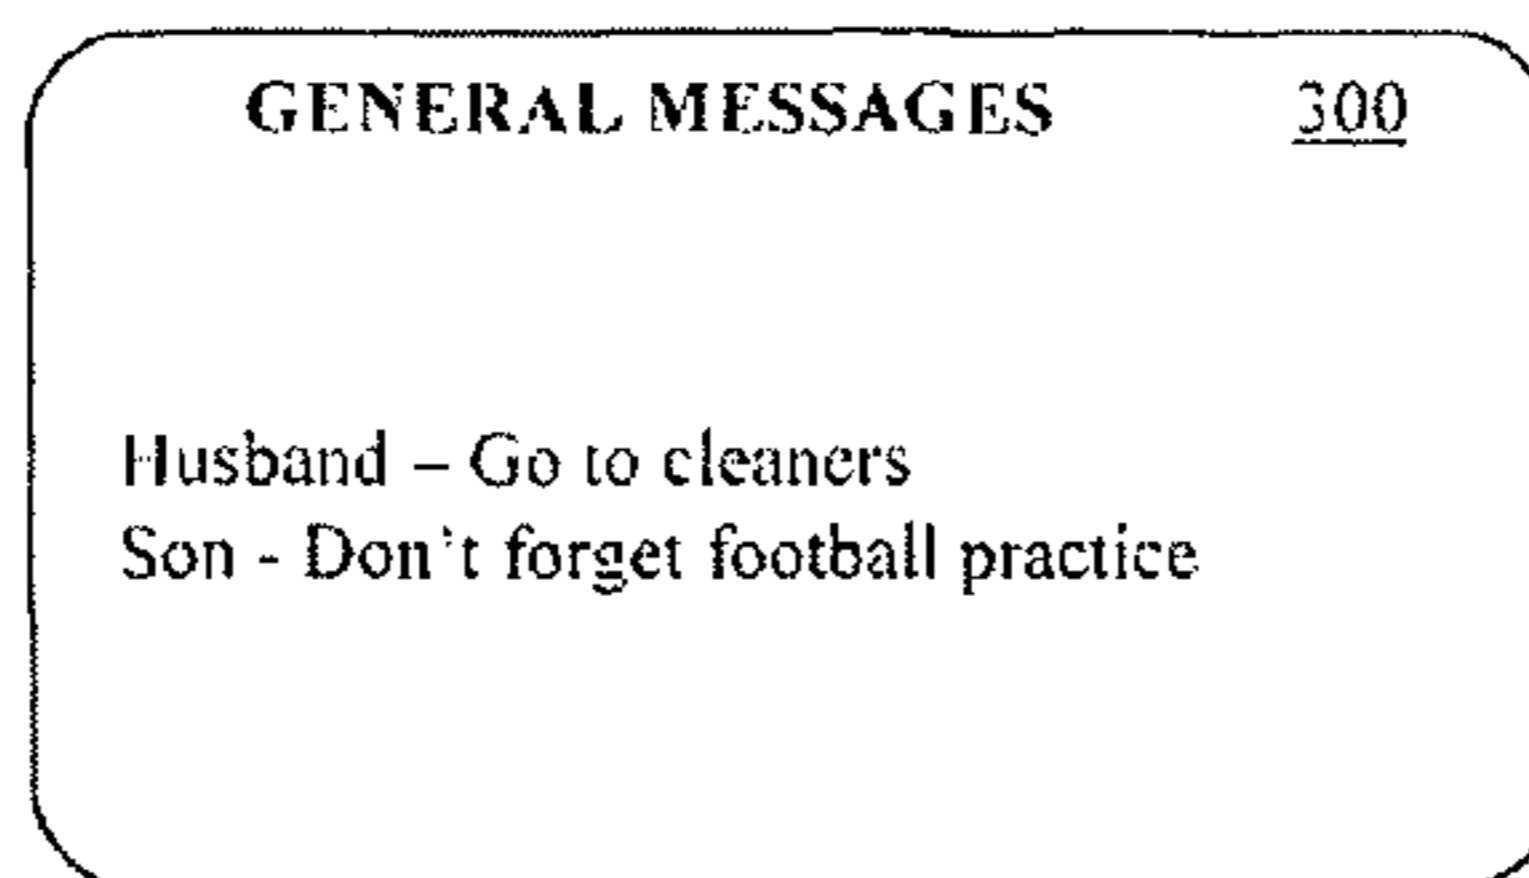 GENERAL MESSAGES 300
Husband – Go to cleaners
Son - Don't forget football practice